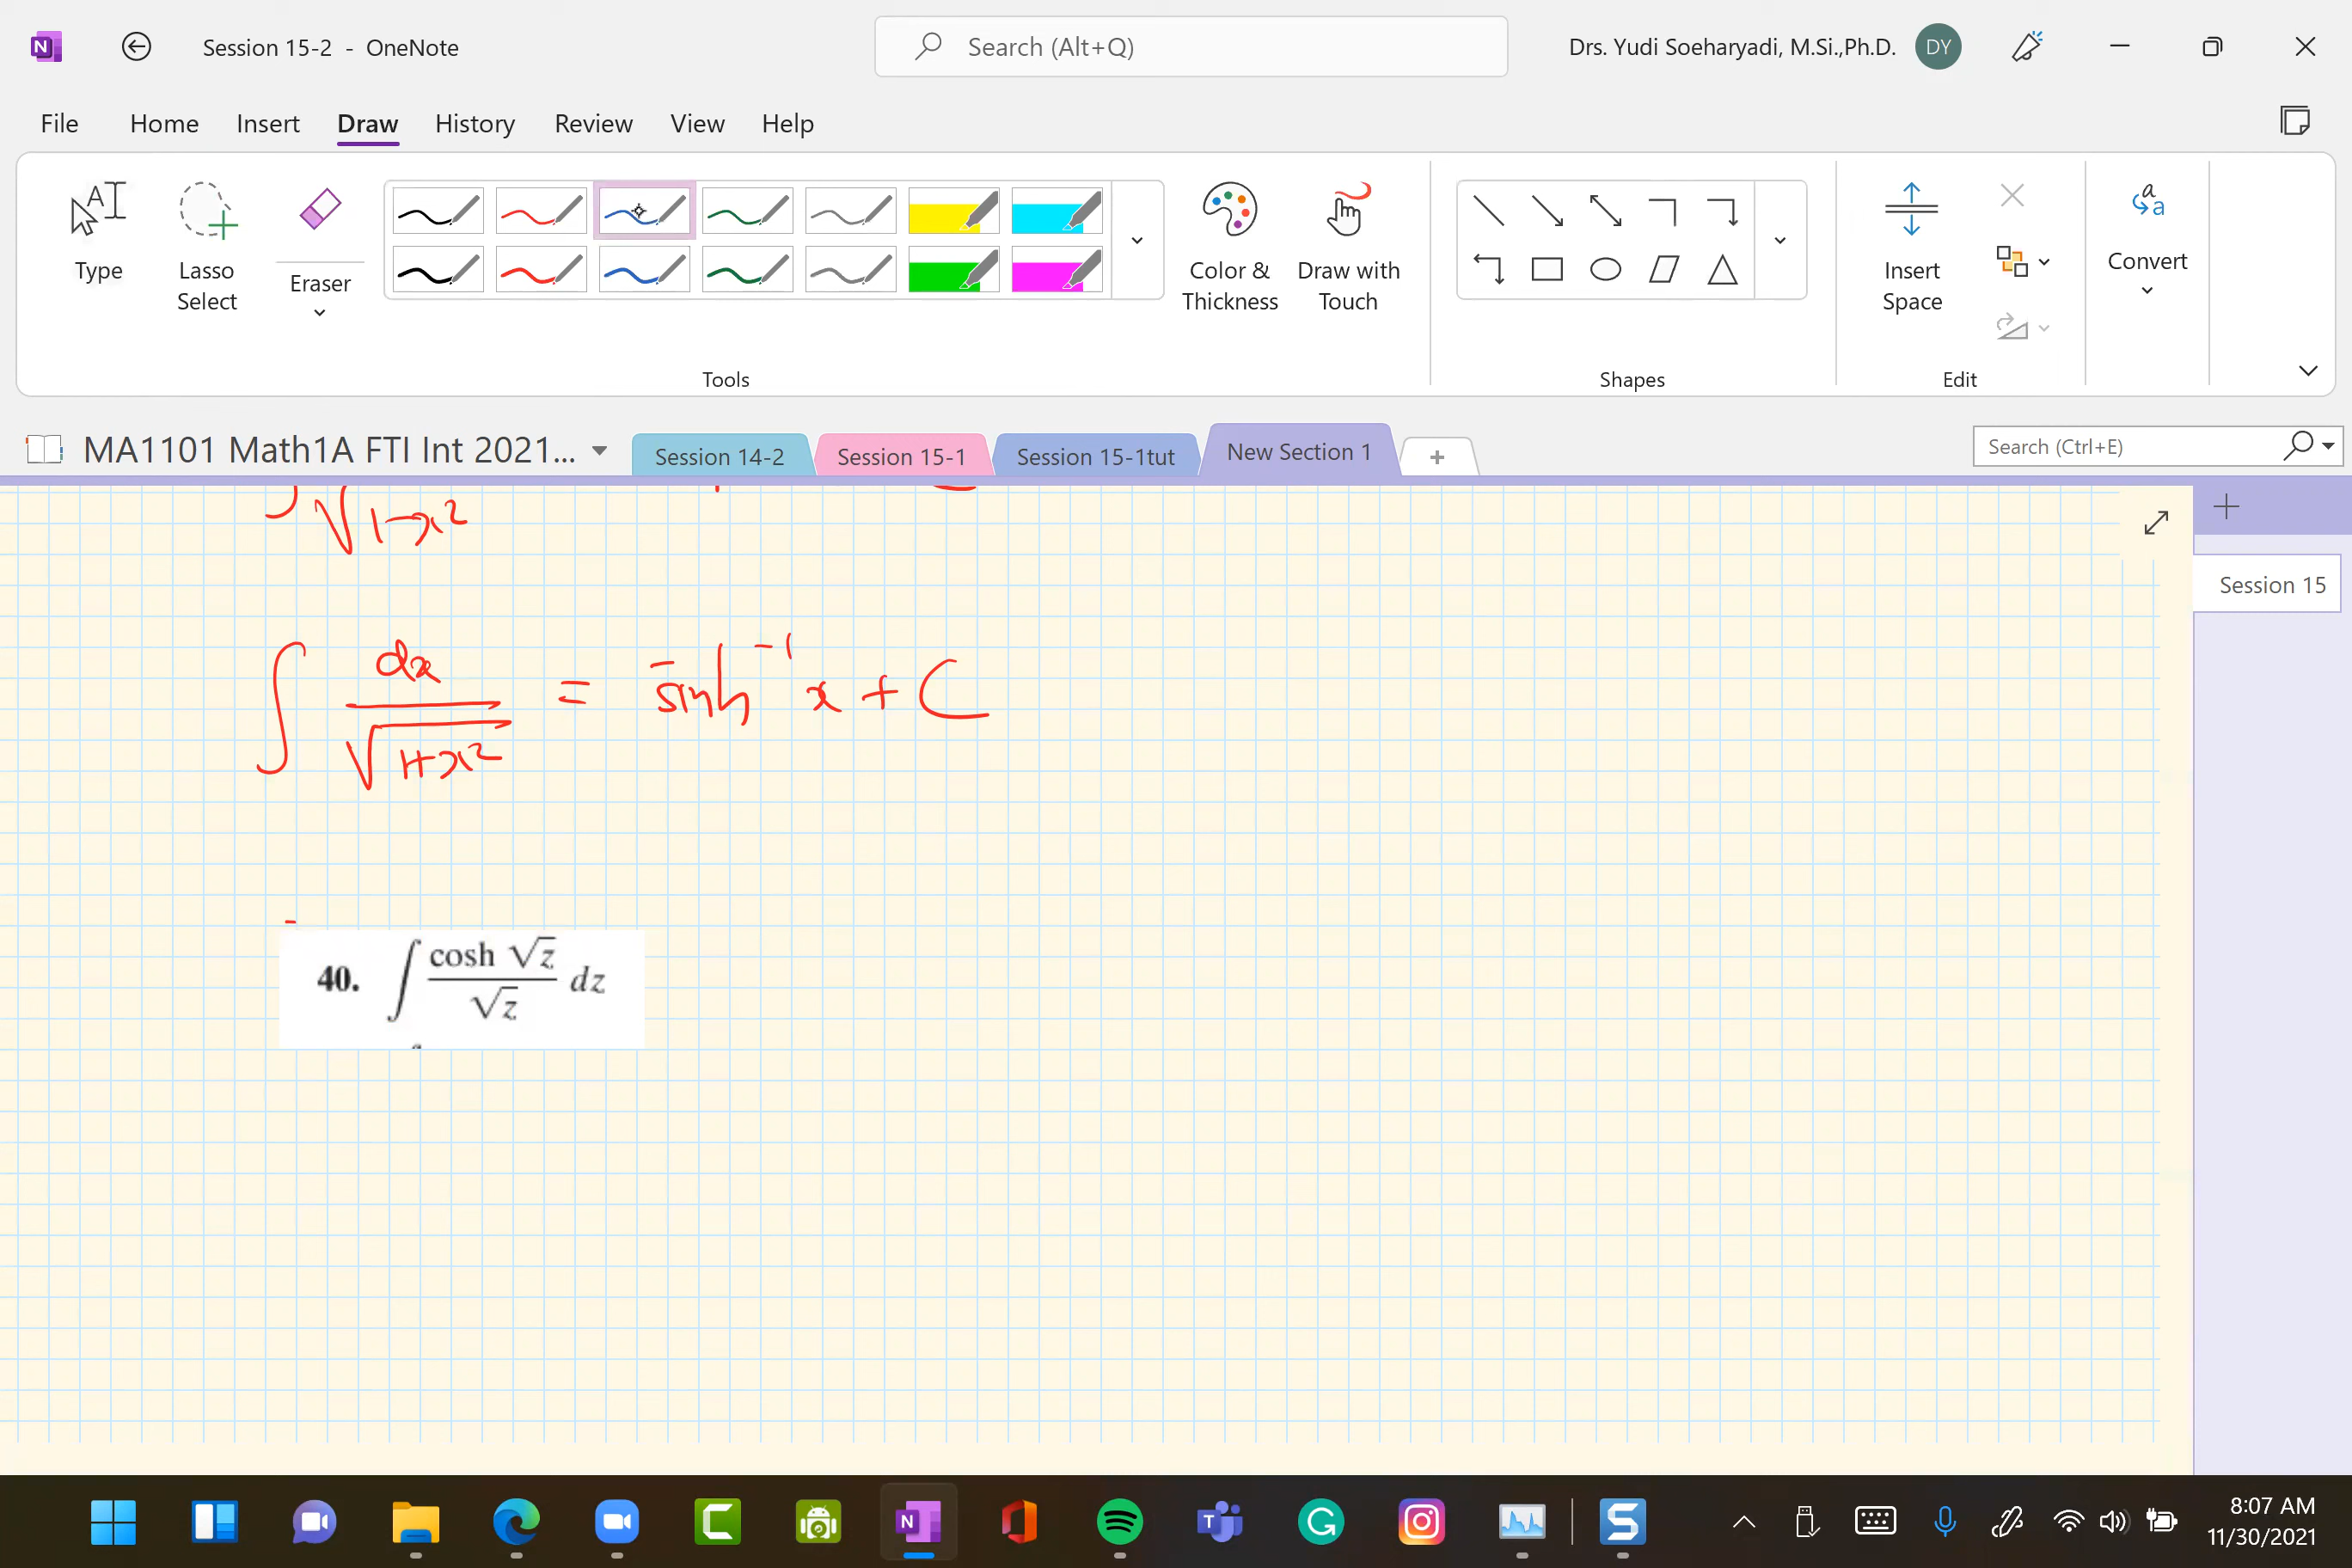 Session 15-2 - OneNote
Search (Alt+Q)
Drs. Yudi Soeharyadi, M.Si.,Ph.D.
DY
File Home Insert Draw History Review View Help
Type
Lasso Select
Eraser
Color & Thickness
Draw with Touch
Insert Space
Convert
Tools
Shapes
Edit
MA1101 Math1A FTI Int 2021...
Session 14-2
Session 15-1
Session 15-1tut
New Section 1
Search (Ctrl+E)
Session 15
∫ √1-x²
∫ dx/√1+x² = sinh⁻¹ x + C
40. ∫ cosh √z/√z dz
8:07 AM
11/30/2021